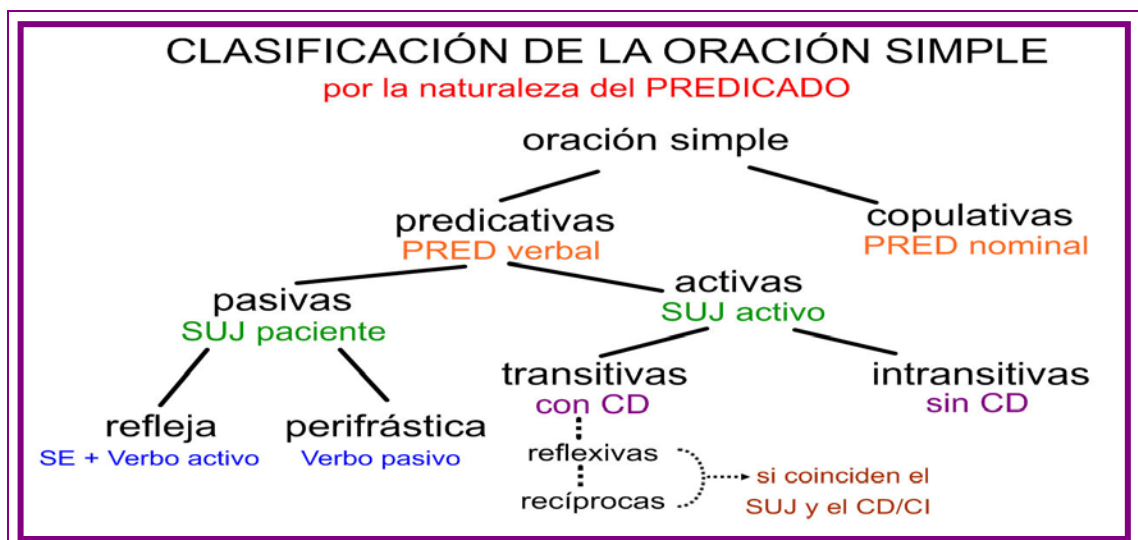 CLASIFICACIÓN DE LA ORACIÓN SIMPLE
por la naturaleza del PREDICADO
oración simple
predicativas
PRED verbal
copulativas
PRED nominal
pasivas
SUJ paciente
activas
SUJ activo
refleja
SE + Verbo activo
perifrástica
Verbo pasivo
transitivas
con CD
intransitivas
sin CD
reflexivas
recíprocas
si coinciden el
SUJ y el CD/CI